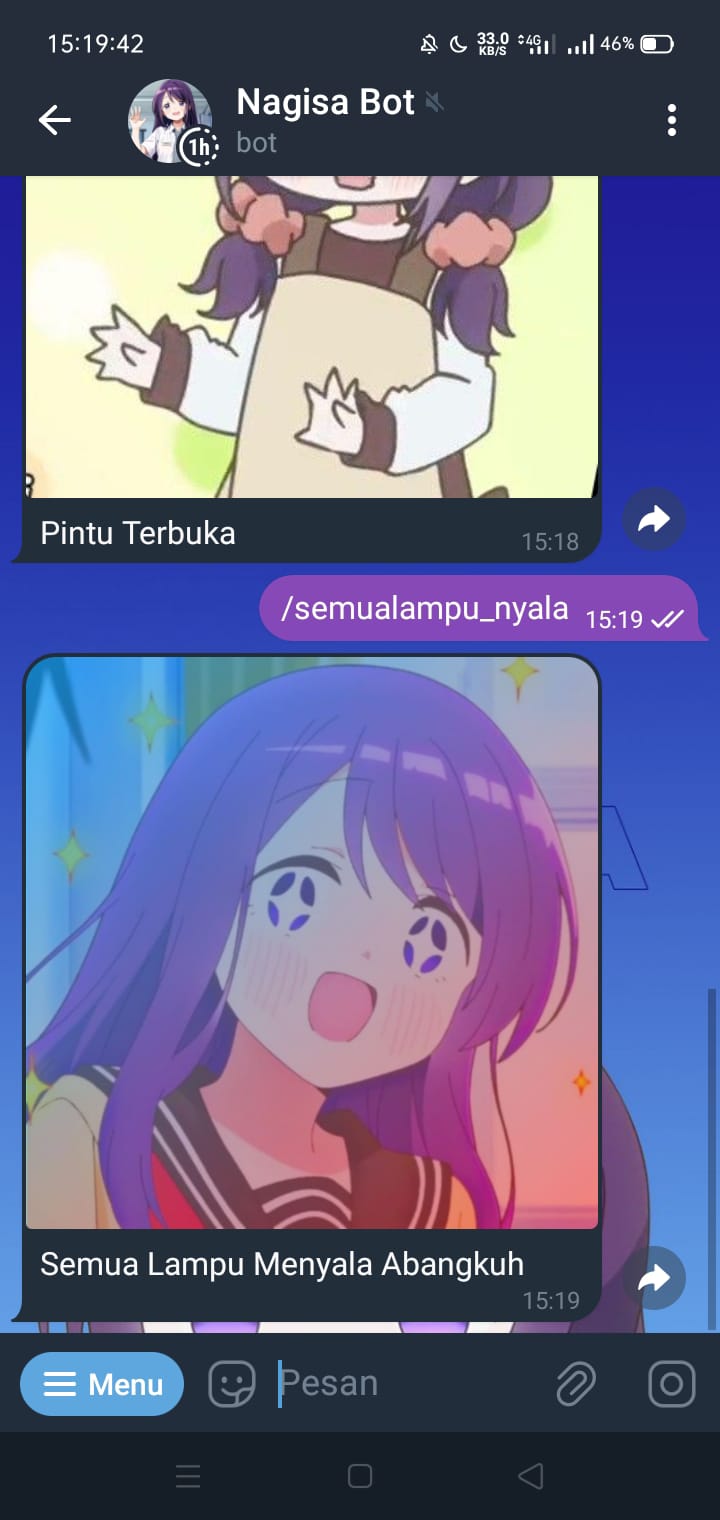 15:19:42
33.0
KB/S
4G
46%
Nagisa Bot
1h
bot
Pintu Terbuka
15:18
/semualampu_nyala 15:19
Semua Lampu Menyala Abangkuh
15:19
Menu
Pesan